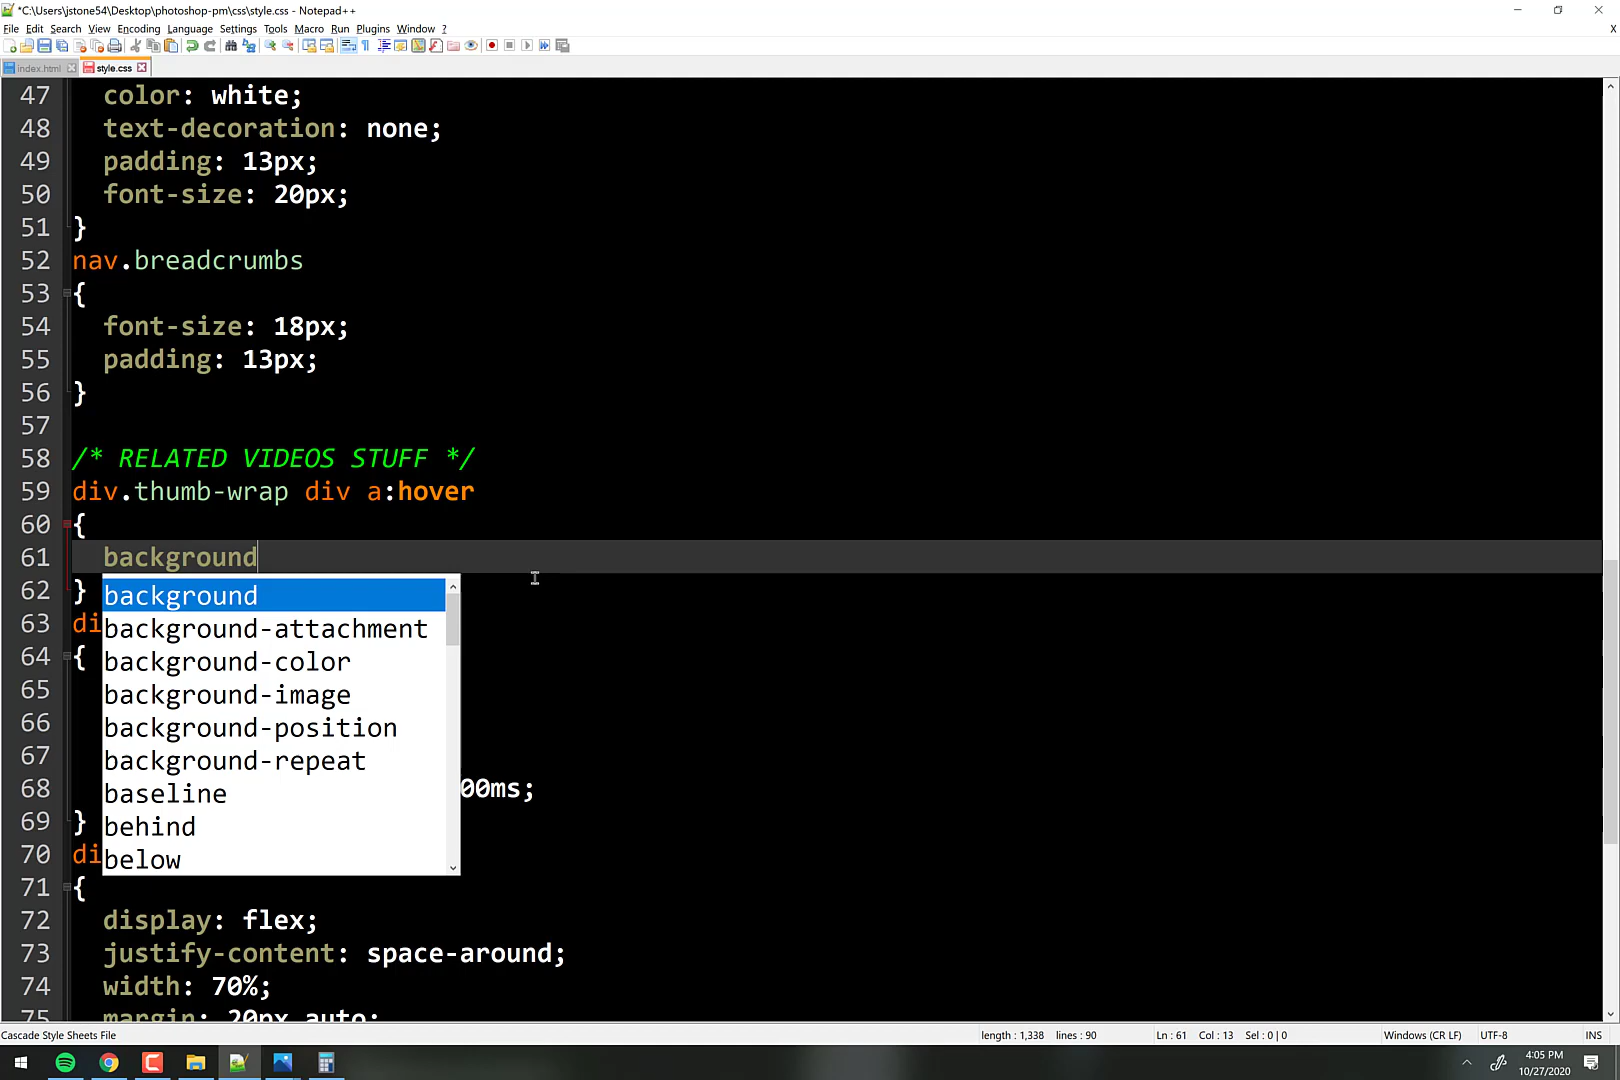 *C:\Users\jstone54\Desktop\photoshop-pm\css\style.css - Notepad++
File Edit Search View Encoding Language Settings Tools Macro Run Plugins Window ? X
index.html style.css
47 color: white;
48 text-decoration: none;
49 padding: 13px;
50 font-size: 20px;
51 }
52 nav.breadcrumbs
53 {
54 font-size: 18px;
55 padding: 13px;
56 }
57
58 /* RELATED VIDEOS STUFF */
59 div.thumb-wrap div a:hover
60 {
61 background
62 } background
63 di background-attachment
64 { background-color
65 background-image
66 background-position
67 background-repeat
68 baseline 00ms;
69 } behind
70 di below
71 {
72 display: flex;
73 justify-content: space-around;
74 width: 70%;
75 margin: 20px auto;
Cascade Style Sheets File length : 1,338 lines : 90 Ln : 61 Col : 13 Sel : 0 | 0 Windows (CR LF) UTF-8 INS
4:05 PM
10/27/2020